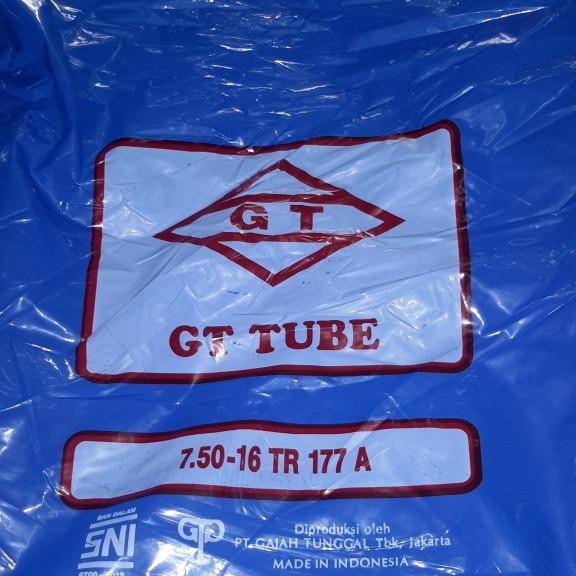 G T
GT TUBE
7.50-16 TR 177 A
BAN DALAM
SNI
Diproduksi oleh
PT. GAJAH TUNGGAL Tbk, Jakarta
MADE IN INDONESIA